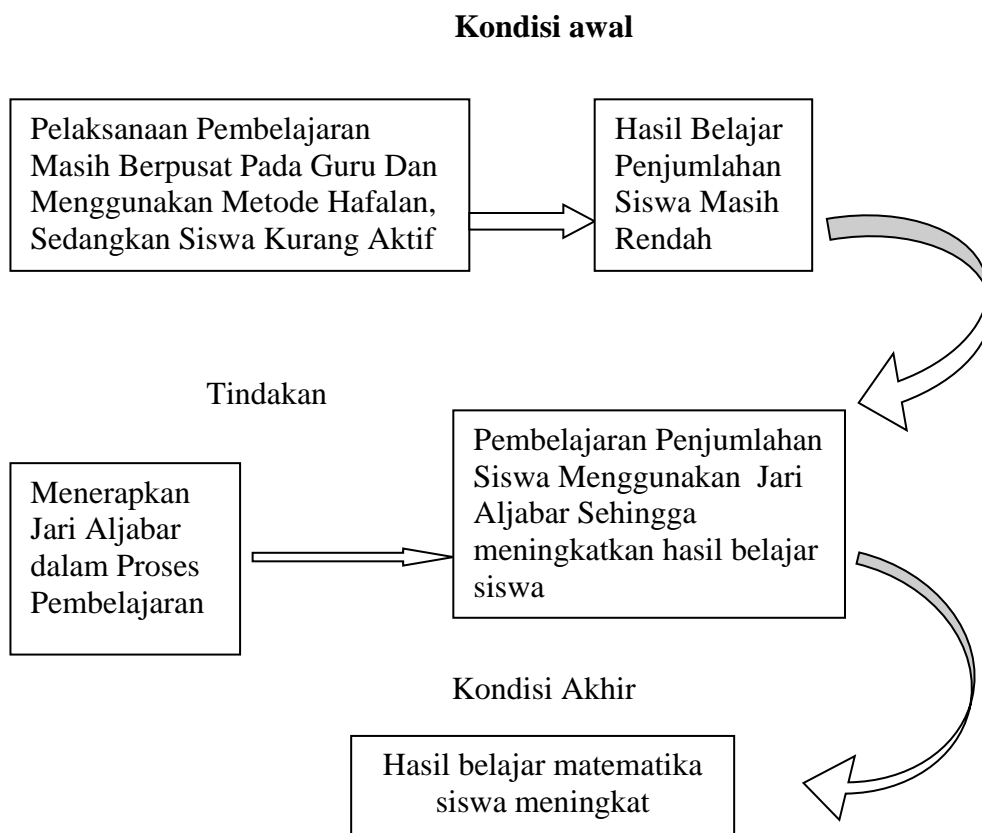 Kondisi awal
Pelaksanaan Pembelajaran
Masih Berpusat Pada Guru Dan
Menggunakan Metode Hafalan,
Sedangkan Siswa Kurang Aktif
Hasil Belajar
Penjumlahan
Siswa Masih
Rendah
Tindakan
Menerapkan
Jari Aljabar
dalam Proses
Pembelajaran
Pembelajaran Penjumlahan
Siswa Menggunakan Jari
Aljabar Sehingga
meningkatkan hasil belajar
siswa
Kondisi Akhir
Hasil belajar matematika
siswa meningkat